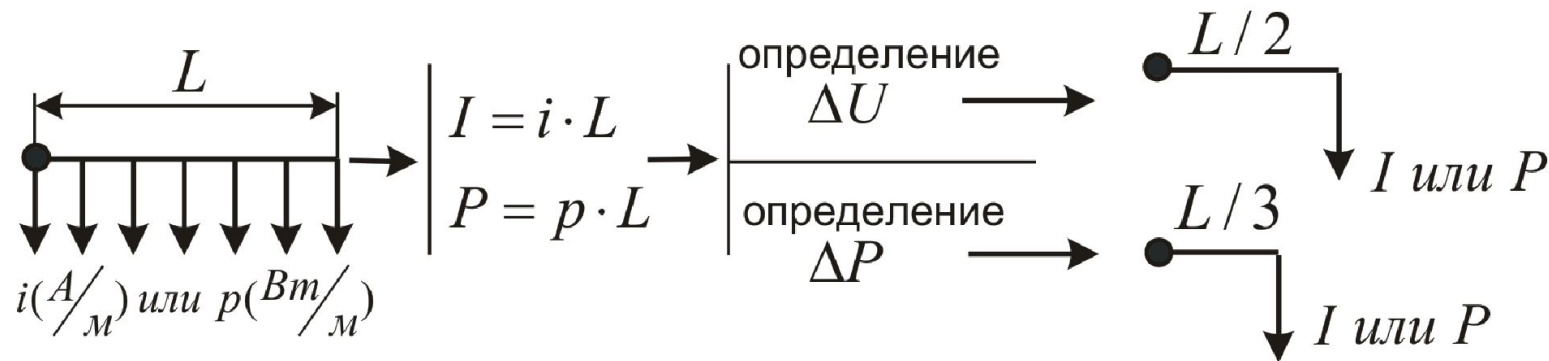 L
i(А/м) или p(Вт/м)
I = i · L
P = p · L
определение
ΔU
определение
ΔP
L / 2
I или P
L / 3
I или P